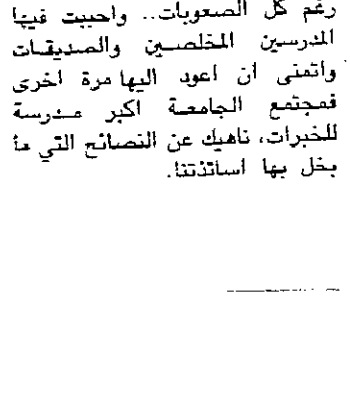 رغم كل الصعوبات.. واحببت فيها
المدرسين المخلصين والصديقات
واتمنى ان اعود اليها مرة اخرى
فمجتمع الجامعة اكبر مدرسة
للخبرات، ناهيك عن النصائح التي ما
بخل بها اساتذتنا.